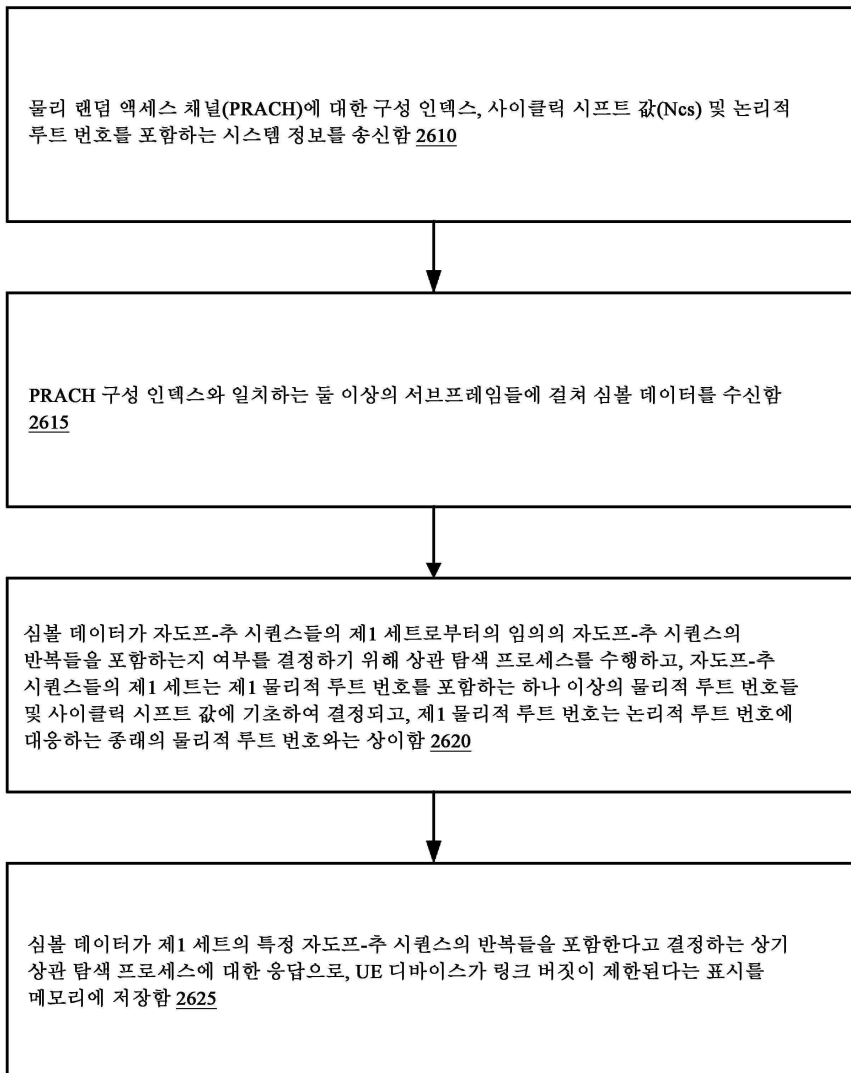 물리 랜덤 액세스 채널(PRACH)에 대한 구성 인덱스, 사이클릭 시프트 값(Ncs) 및 논리적
루트 번호를 포함하는 시스템 정보를 송신함 2610
PRACH 구성 인덱스와 일치하는 둘 이상의 서브프레임들에 걸쳐 심볼 데이터를 수신함
2615
심볼 데이터가 자도프-추 시퀀스들의 제1 세트로부터의 임의의 자도프-추 시퀀스의
반복들을 포함하는지 여부를 결정하기 위해 상관 탐색 프로세스를 수행하고, 자도프-추
시퀀스들의 제1 세트는 제1 물리적 루트 번호를 포함하는 하나 이상의 물리적 루트 번호들
및 사이클릭 시프트 값에 기초하여 결정되고, 제1 물리적 루트 번호는 논리적 루트 번호에
대응하는 종래의 물리적 루트 번호와는 상이함 2620
심볼 데이터가 제1 세트의 특정 자도프-추 시퀀스의 반복들을 포함한다고 결정하는 상기
상관 탐색 프로세스에 대한 응답으로, UE 디바이스가 링크 버짓이 제한된다는 표시를
메모리에 저장함 2625